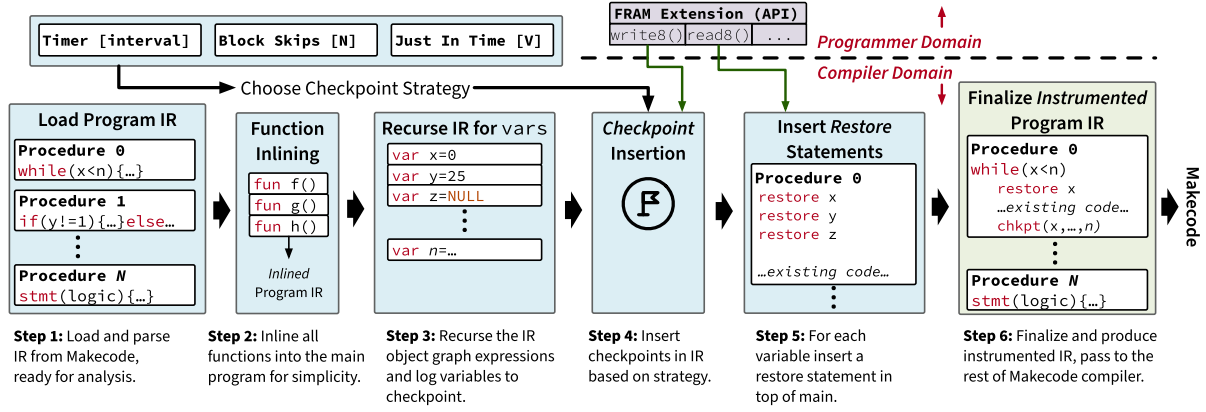 Timer [interval]
Block Skips [N]
Just In Time [V]
FRAM Extension (API)
write8()
read8()
...
Programmer Domain
Compiler Domain
Choose Checkpoint Strategy
Load Program IR
Procedure 0
while(x<n){…}
Procedure 1
if(y!=1){…}else…
Procedure N
stmt(logic){…}
Function
Inlining
fun f()
fun g()
fun h()
Inlined
Program IR
Recurse IR for vars
var x=0
var y=25
var z=NULL
var n=…
Checkpoint
Insertion
Insert Restore
Statements
Procedure 0
restore x
restore y
restore z
…existing code…
Finalize Instrumented
Program IR
Procedure 0
while(x<n)
restore x
…existing code…
chkpt(x,…,n)
Procedure N
stmt(logic){…}
Makecode
Step 1: Load and parse
IR from Makecode,
ready for analysis.
Step 2: Inline all
functions into the main
program for simplicity.
Step 3: Recurse the IR
object graph expressions
and log variables to
checkpoint.
Step 4: Insert
checkpoints in IR
based on strategy.
Step 5: For each
variable insert a
restore statement in
top of main.
Step 6: Finalize and produce
instrumented IR, pass to the
rest of Makecode compiler.